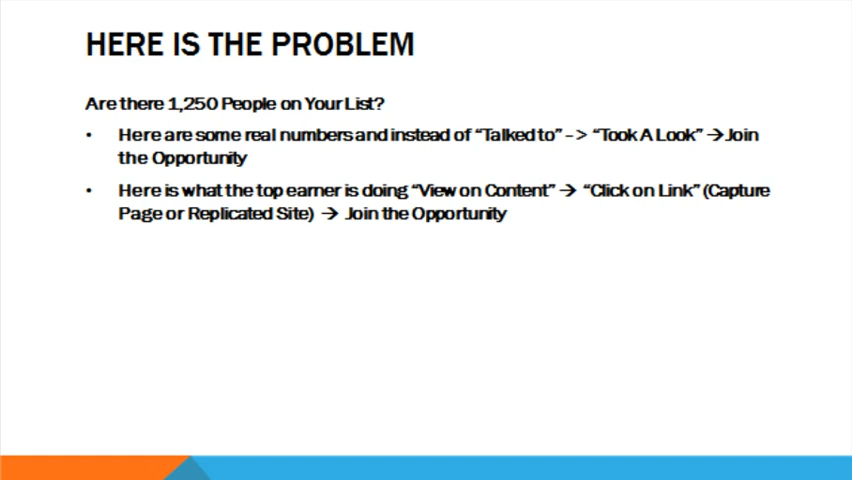 HERE IS THE PROBLEM
Are there 1,250 People on Your List?
• Here are some real numbers and instead of “Talked to” –> “Took A Look” →Join
the Opportunity
• Here is what the top earner is doing “View on Content” → “Click on Link” (Capture
Page or Replicated Site) → Join the Opportunity